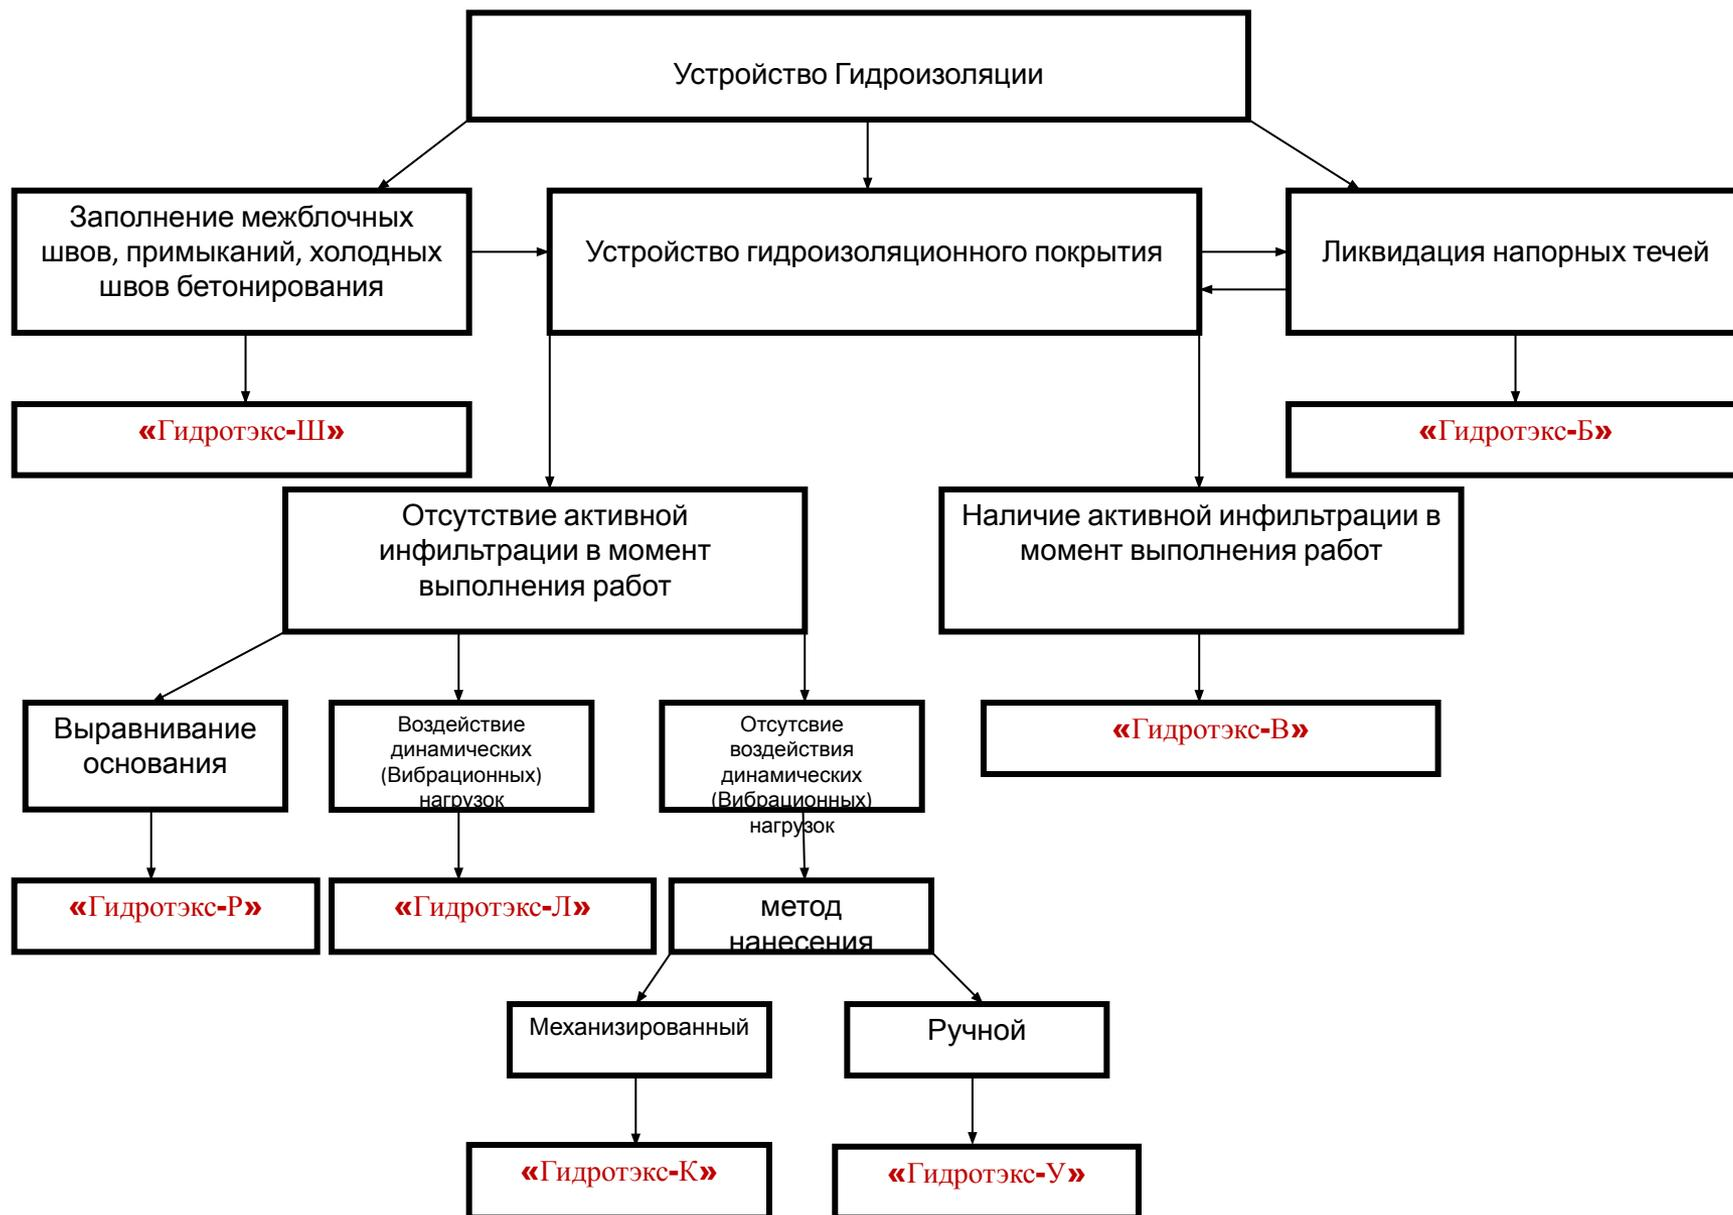 Устройство Гидроизоляции
Заполнение межблочных
швов, примыканий, холодных
швов бетонирования
Устройство гидроизоляционного покрытия
Ликвидация напорных течей
«Гидротэкс-Ш»
«Гидротэкс-Б»
Отсутствие активной
инфильтрации в момент
выполнения работ
Наличие активной инфильтрации в
момент выполнения работ
Выравнивание
основания
Воздействие
динамических
(Вибрационных)
нагрузок
Отсутсвие
воздействия
динамических
(Вибрационных)
нагрузок
«Гидротэкс-В»
«Гидротэкс-Р»
«Гидротэкс-Л»
метод
нанесения
Механизированный
Ручной
«Гидротэкс-К»
«Гидротэкс-У»